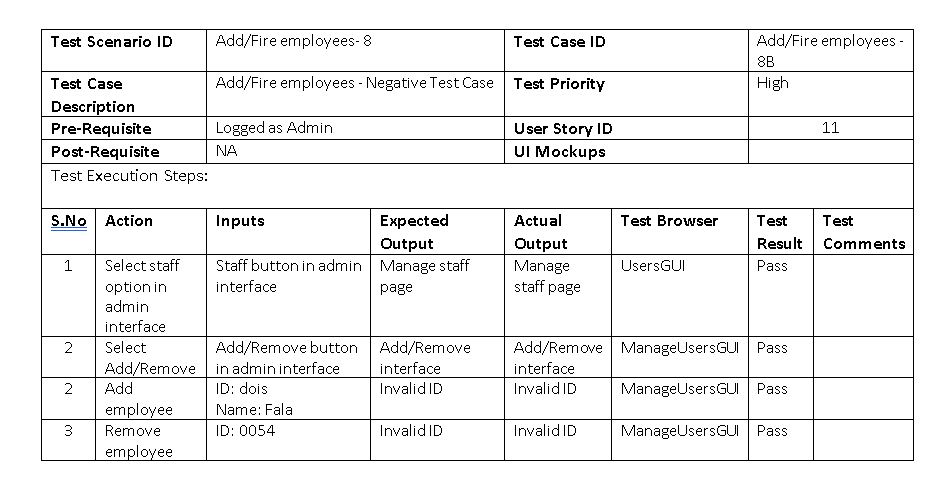 Test Scenario ID Add/Fire employees- 8 Test Case ID Add/Fire employees -
8B
Test Case Add/Fire employees - Negative Test Case Test Priority High
Description
Pre-Requisite Logged as Admin User Story ID 11
Post-Requisite NA UI Mockups
Test Execution Steps:
S.No Action Inputs Expected Actual Test Browser Test Test
Output Output Result Comments
1 Select staff Staff button in admin Manage staff Manage UsersGUI Pass
option in interface page staff page
admin
interface
2 Select Add/Remove button Add/Remove Add/Remove ManageUsersGUI Pass
Add/Remove in admin interface interface interface
2 Add ID: dois Invalid ID Invalid ID ManageUsersGUI Pass
employee Name: Fala
3 Remove ID: 0054 Invalid ID Invalid ID ManageUsersGUI Pass
employee